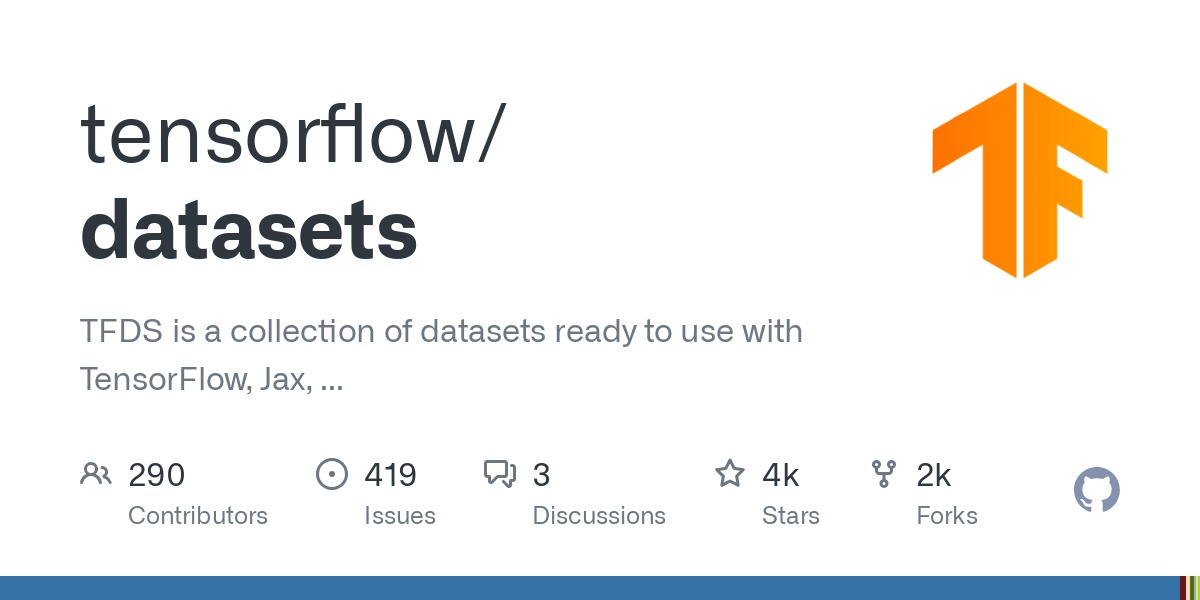 tensorflow/
datasets
TFDS is a collection of datasets ready to use with
TensorFlow, Jax, ...
290
Contributors
419
Issues
3
Discussions
4k
Stars
2k
Forks